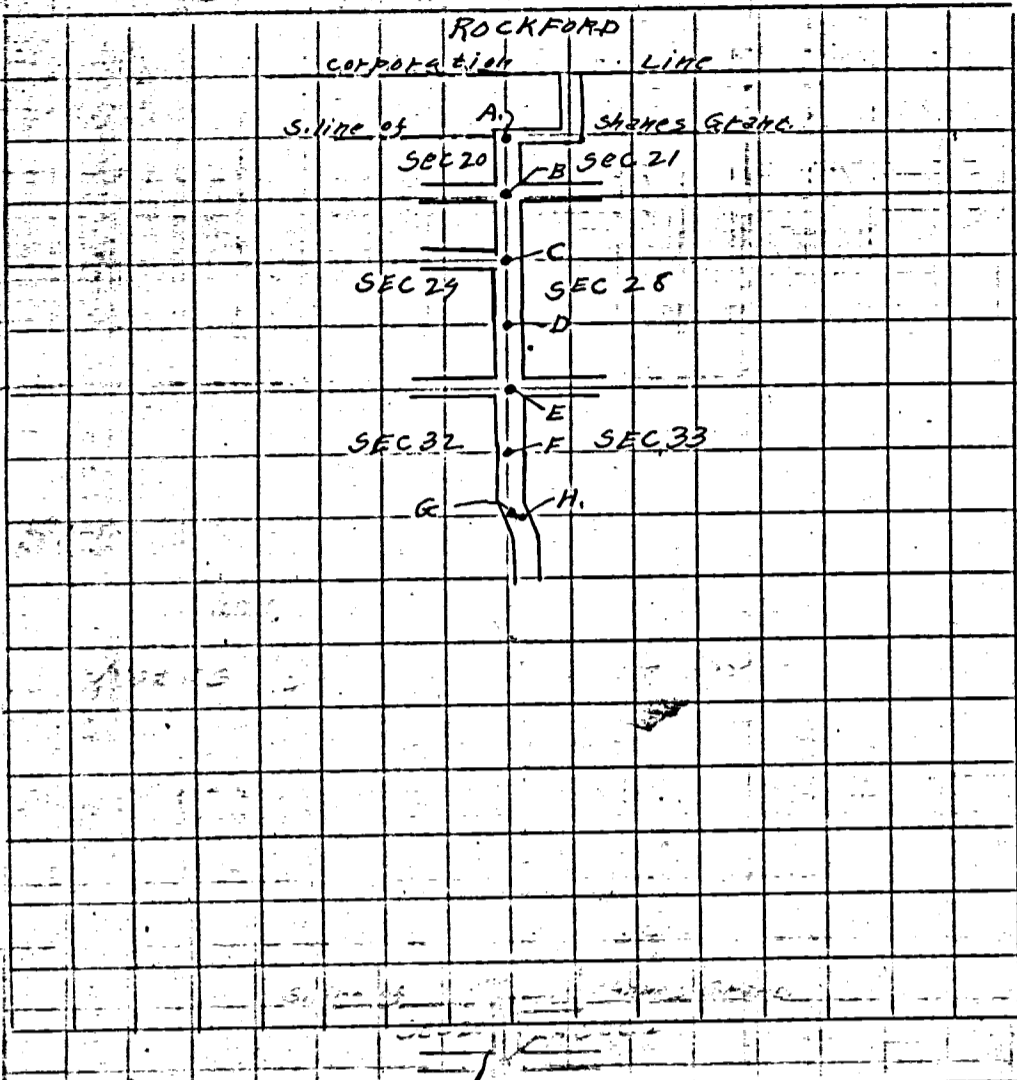 ROCKFORD
corporation Line
A.
S. line of Shanes Grant.
SEC 20 SEC 21
B
C
SEC 29 SEC 28
D
E
SEC 32 F SEC 33
G H.